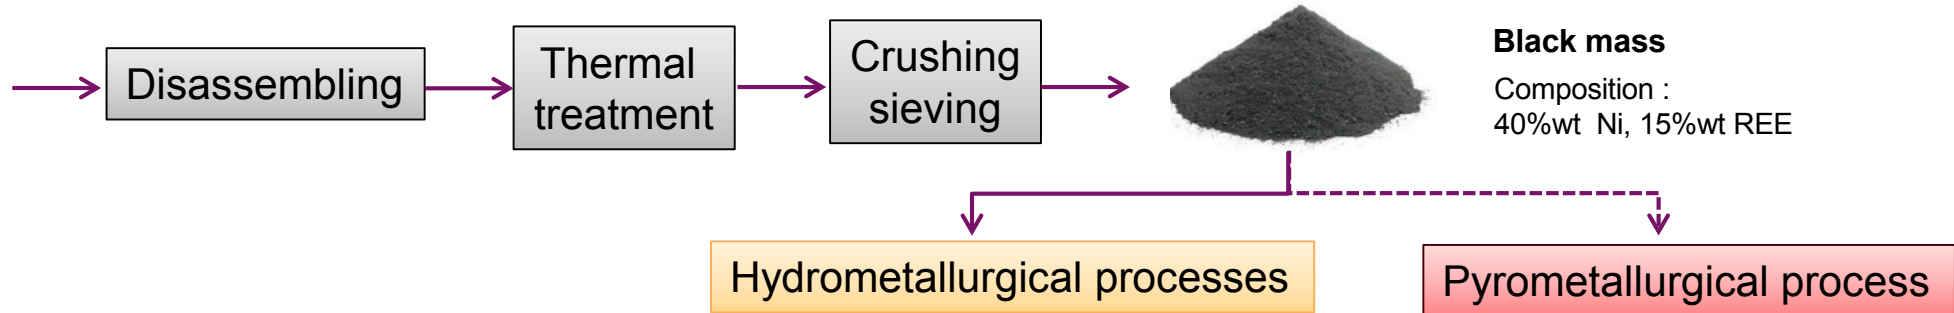 Disassembling
Thermal
treatment
Crushing
sieving
Black mass
Composition :
40%wt  Ni, 15%wt REE
Hydrometallurgical processes
Pyrometallurgical process